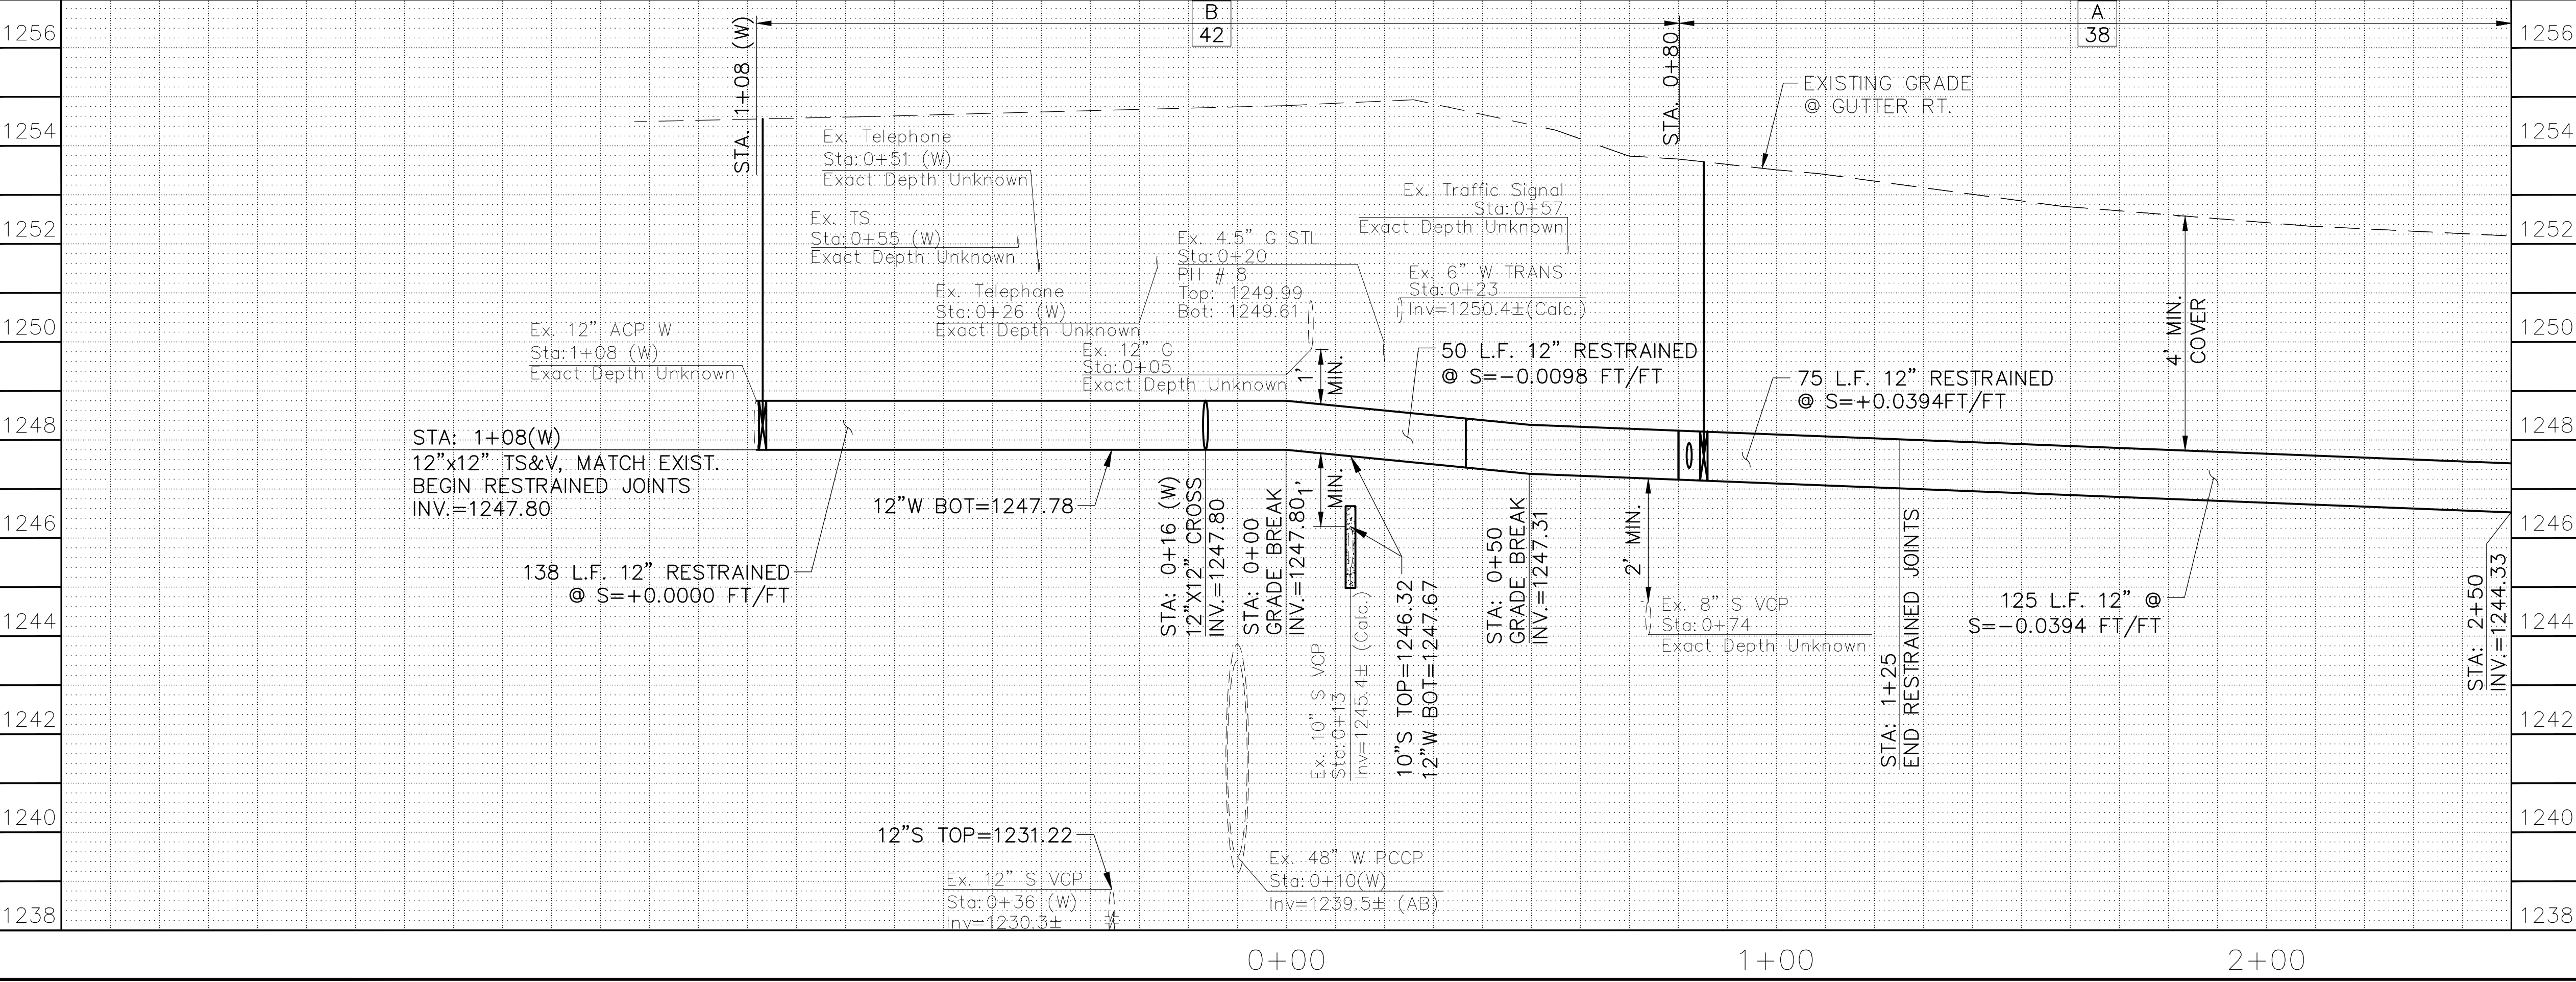 B
42
A
38
1256
1254
1252
1250
1248
1246
1244
1242
1240
1238
STA. 1+08 (W)
STA. 0+80
EXISTING GRADE
@ GUTTER RT.
Ex. Telephone
Sta: 0+51 (W)
Exact Depth Unknown
Ex. TS
Sta: 0+55 (W)
Exact Depth Unknown
Ex. Telephone
Sta: 0+26 (W)
Exact Depth Unknown
Ex. 4.5" G STL
Sta: 0+20
PH # 8
Top: 1249.99
Bot: 1249.61
Ex. Traffic Signal
Sta: 0+57
Exact Depth Unknown
Ex. 6" W TRANS
Sta: 0+23
Inv=1250.4±(Calc.)
Ex. 12" G
Sta: 0+05
Exact Depth Unknown
1'
MIN.
Ex. 12" ACP W
Sta: 1+08 (W)
Exact Depth Unknown
50 L.F. 12" RESTRAINED
@ S=-0.0098 FT/FT
75 L.F. 12" RESTRAINED
@ S=+0.0394FT/FT
4' MIN.
COVER
STA: 1+08(W)
12"x12" TS&V, MATCH EXIST.
BEGIN RESTRAINED JOINTS
INV.=1247.80
12"W BOT=1247.78
138 L.F. 12" RESTRAINED
@ S=+0.0000 FT/FT
STA: 0+16 (W)
12"X12" CROSS
INV.=1247.80
STA: 0+00
GRADE BREAK
INV.=1247.80
1'
MIN.
Ex. 10" S VCP
Sta: 0+13
Inv=1245.4± (Calc.)
10"S TOP=1246.32
12"W BOT=1247.67
STA: 0+50
GRADE BREAK
INV.=1247.31
2' MIN.
Ex. 8" S VCP
Sta: 0+74
Exact Depth Unknown
STA: 1+25
END RESTRAINED JOINTS
125 L.F. 12" @
S=-0.0394 FT/FT
STA: 2+50
INV.=1244.33
12"S TOP=1231.22
Ex. 12" S VCP
Sta: 0+36 (W)
Inv=1230.3±
Ex. 48" W PCCP
Sta: 0+10(W)
Inv=1239.5± (AB)
1256
1254
1252
1250
1248
1246
1244
1242
1240
1238
0+00
1+00
2+00